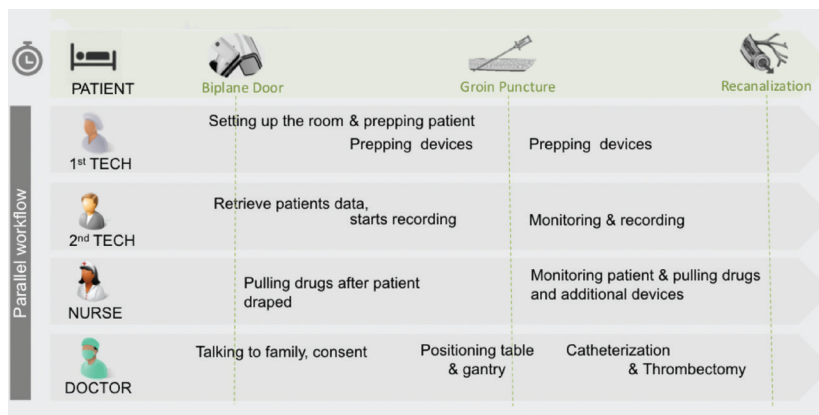 PATIENT
Biplane Door
Groin Puncture
Recanalization
Parallel workflow
1st TECH
Setting up the room & prepping patient
Prepping devices
Prepping devices
2nd TECH
Retrieve patients data,
starts recording
Monitoring & recording
NURSE
Pulling drugs after patient
draped
Monitoring patient & pulling drugs
and additional devices
DOCTOR
Talking to family, consent
Positioning table
& gantry
Catheterization
& Thrombectomy